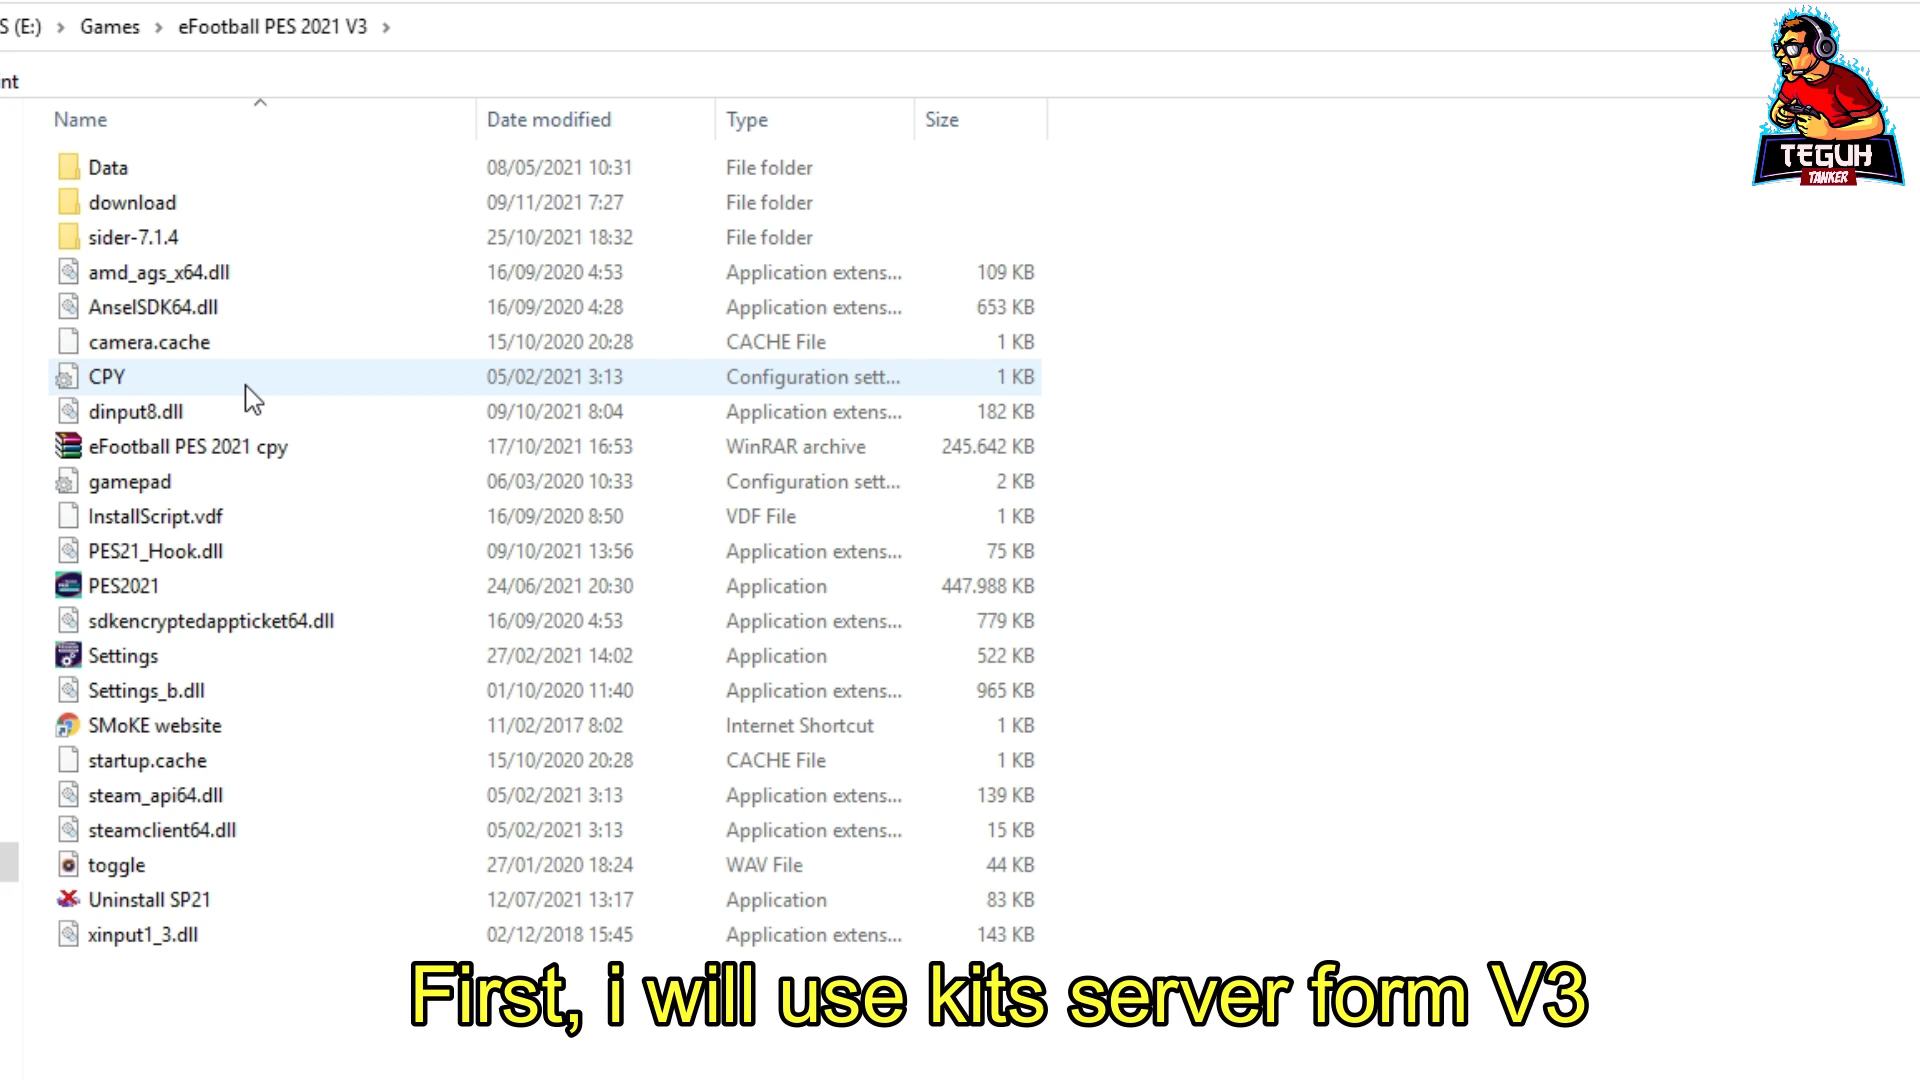 S (E:) > Games > eFootball PES 2021 V3 >
int
Name Date modified Type Size
Data 08/05/2021 10:31 File folder
download 09/11/2021 7:27 File folder
sider-7.1.4 25/10/2021 18:32 File folder
amd_ags_x64.dll 16/09/2020 4:53 Application extens... 109 KB
AnselSDK64.dll 16/09/2020 4:28 Application extens... 653 KB
camera.cache 15/10/2020 20:28 CACHE File 1 KB
CPY 05/02/2021 3:13 Configuration sett... 1 KB
dinput8.dll 09/10/2021 8:04 Application extens... 182 KB
eFootball PES 2021 cpy 17/10/2021 16:53 WinRAR archive 245.642 KB
gamepad 06/03/2020 10:33 Configuration sett... 2 KB
InstallScript.vdf 16/09/2020 8:50 VDF File 1 KB
PES21_Hook.dll 09/10/2021 13:56 Application extens... 75 KB
PES2021 24/06/2021 20:30 Application 447.988 KB
sdkencryptedappticket64.dll 16/09/2020 4:53 Application extens... 779 KB
Settings 27/02/2021 14:02 Application 522 KB
Settings_b.dll 01/10/2020 11:40 Application extens... 965 KB
SMoKE website 11/02/2017 8:02 Internet Shortcut 1 KB
startup.cache 15/10/2020 20:28 CACHE File 1 KB
steam_api64.dll 05/02/2021 3:13 Application extens... 139 KB
steamclient64.dll 05/02/2021 3:13 Application extens... 15 KB
toggle 27/01/2020 18:24 WAV File 44 KB
Uninstall SP21 12/07/2021 13:17 Application 83 KB
xinput1_3.dll 02/12/2018 15:45 Application extens... 143 KB
First, i will use kits server form V3
TEGUH
TANKER